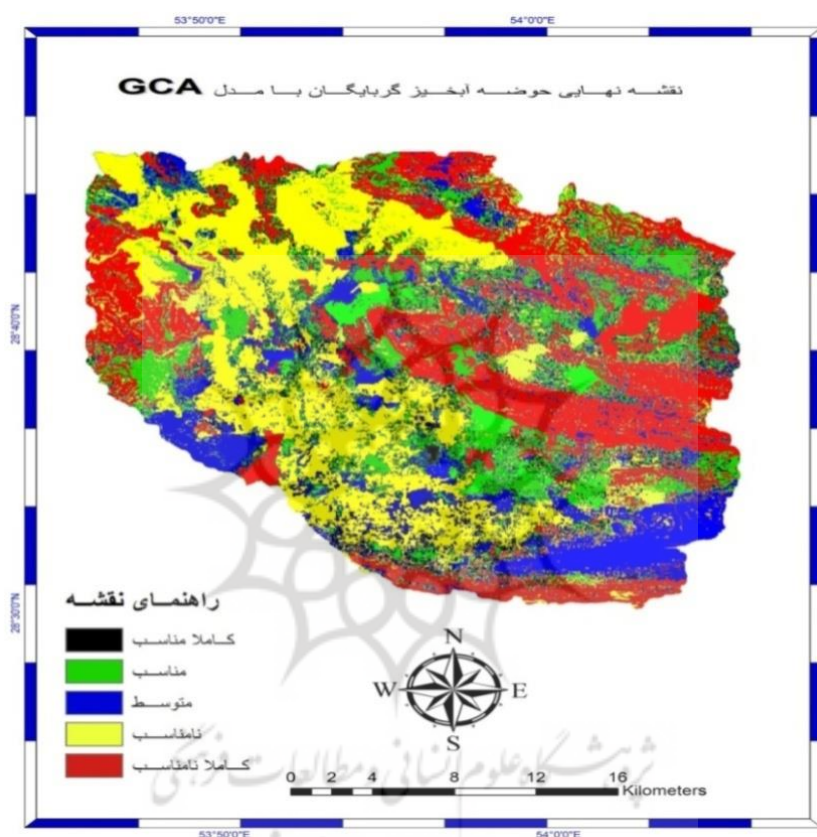 53°50'0"E 54°0'0"E
نقشه نهایی حوضه آبخیز گربایگان با مدل GCA
28°40'0"N
28°30'0"N
راهنمای نقشه
کاملا مناسب
مناسب
متوسط
نامناسب
کاملا نامناسب
N
W E
S
پژوهشگاه علوم انسانی و مطالعات فرهنگی
0 2 4 8 12 16
Kilometers
53°50'0"E 54°0'0"E